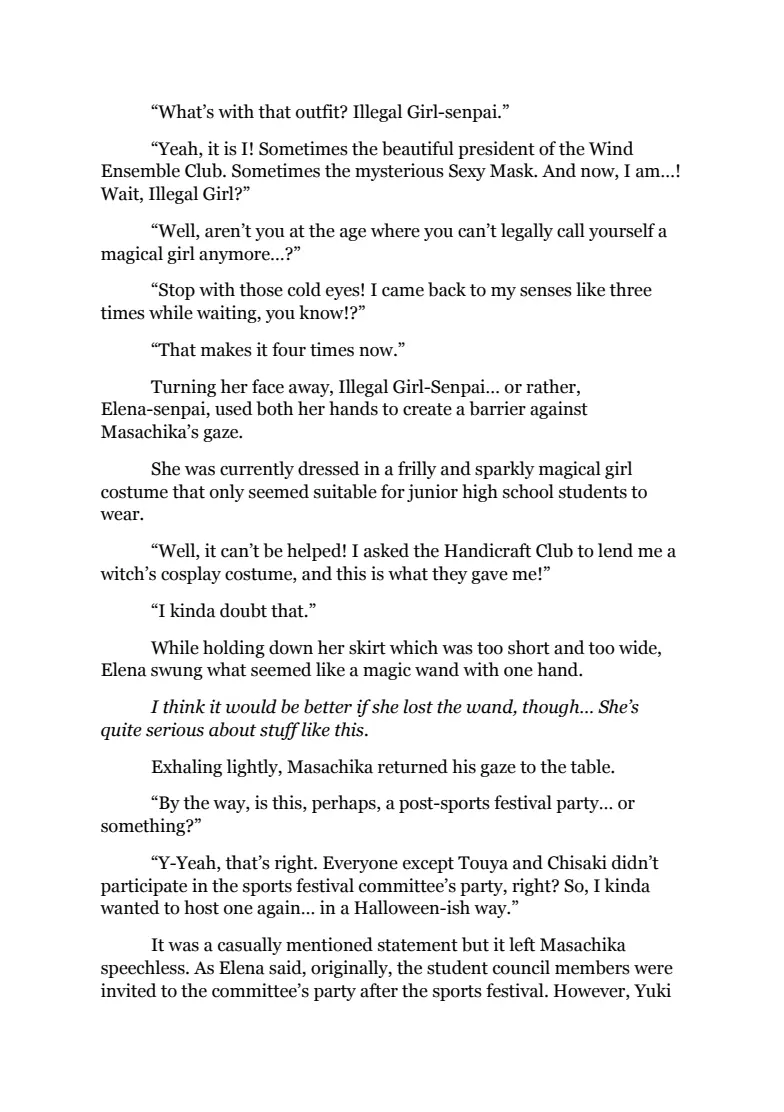 “What’s with that outfit? Illegal Girl-senpai.”
“Yeah, it is I! Sometimes the beautiful president of the Wind
Ensemble Club. Sometimes the mysterious Sexy Mask. And now, I am…!
Wait, Illegal Girl?”
“Well, aren’t you at the age where you can’t legally call yourself a
magical girl anymore…?”
“Stop with those cold eyes! I came back to my senses like three
times while waiting, you know!?”
“That makes it four times now.”
Turning her face away, Illegal Girl-Senpai… or rather,
Elena-senpai, used both her hands to create a barrier against
Masachika’s gaze.
She was currently dressed in a frilly and sparkly magical girl
costume that only seemed suitable for junior high school students to
wear.
“Well, it can’t be helped! I asked the Handicraft Club to lend me a
witch’s cosplay costume, and this is what they gave me!”
“I kinda doubt that.”
While holding down her skirt which was too short and too wide,
Elena swung what seemed like a magic wand with one hand.
I think it would be better if she lost the wand, though… She’s
quite serious about stuff like this.
Exhaling lightly, Masachika returned his gaze to the table.
“By the way, is this, perhaps, a post-sports festival party… or
something?”
“Y-Yeah, that’s right. Everyone except Touya and Chisaki didn’t
participate in the sports festival committee’s party, right? So, I kinda
wanted to host one again… in a Halloween-ish way.”
It was a casually mentioned statement but it left Masachika
speechless. As Elena said, originally, the student council members were
invited to the committee’s party after the sports festival. However, Yuki